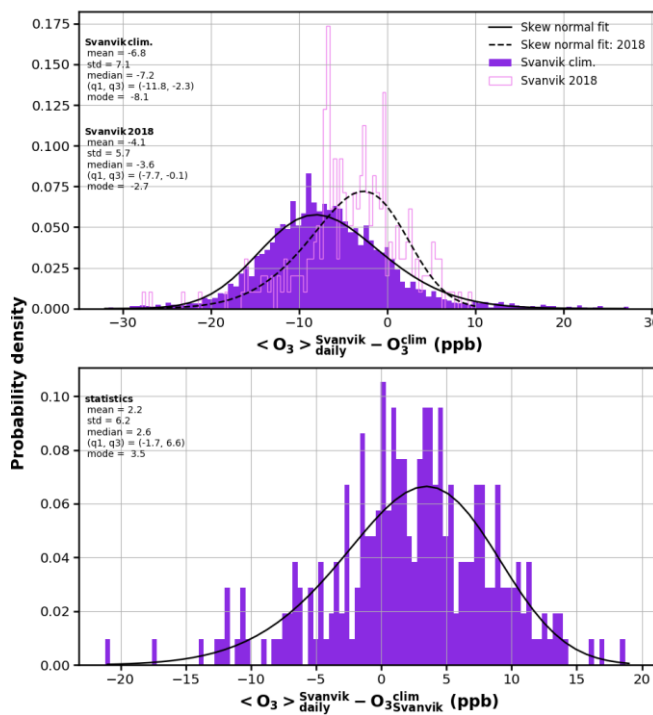 0.175
0.150
0.125
0.100
0.075
0.050
0.025
0.000
Svanvik clim.
mean = -6.8
std = 7.1
median = -7.2
(q1, q3) = (-11.8, -2.3)
mode = -8.1
Svanvik 2018
mean = -4.1
std = 5.7
median = -3.6
(q1, q3) = (-7.7, -0.1)
mode = -2.7
Skew normal fit
Skew normal fit: 2018
Svanvik clim.
Svanvik 2018
−30 −20 −10 0 10 20 30
< O₃ >^Svanvik_daily − O₃^clim (ppb)
Probability density
0.10
0.08
0.06
0.04
0.02
0.00
statistics
mean = 2.2
std = 6.2
median = 2.6
(q1, q3) = (-1.7, 6.6)
mode = 3.5
−20 −15 −10 −5 0 5 10 15 20
< O₃ >^Svanvik_daily − O₃^clim_Svanvik (ppb)